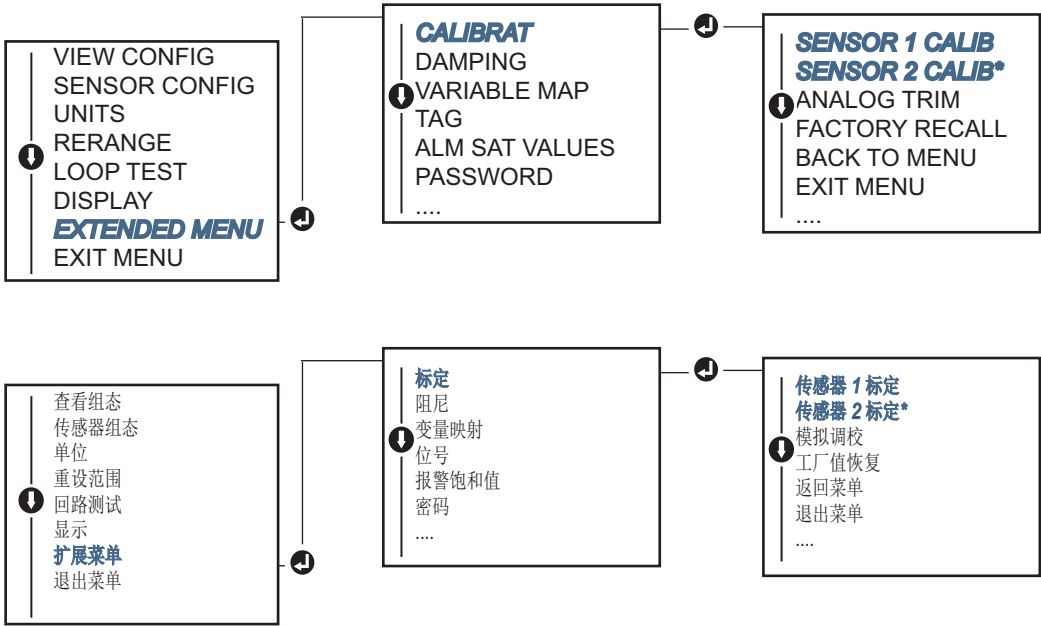 VIEW CONFIG
SENSOR CONFIG
UNITS
RERANGE
LOOP TEST
DISPLAY
EXTENDED MENU
EXIT MENU
CALIBRAT
DAMPING
VARIABLE MAP
TAG
ALM SAT VALUES
PASSWORD
....
SENSOR 1 CALIB
SENSOR 2 CALIB*
ANALOG TRIM
FACTORY RECALL
BACK TO MENU
EXIT MENU
....
查看组态
传感器组态
单位
重设范围
回路测试
显示
扩展菜单
退出菜单
标定
阻尼
变量映射
位号
报警饱和值
密码
....
传感器 1 标定
传感器 2 标定*
模拟调校
工厂值恢复
返回菜单
退出菜单
....